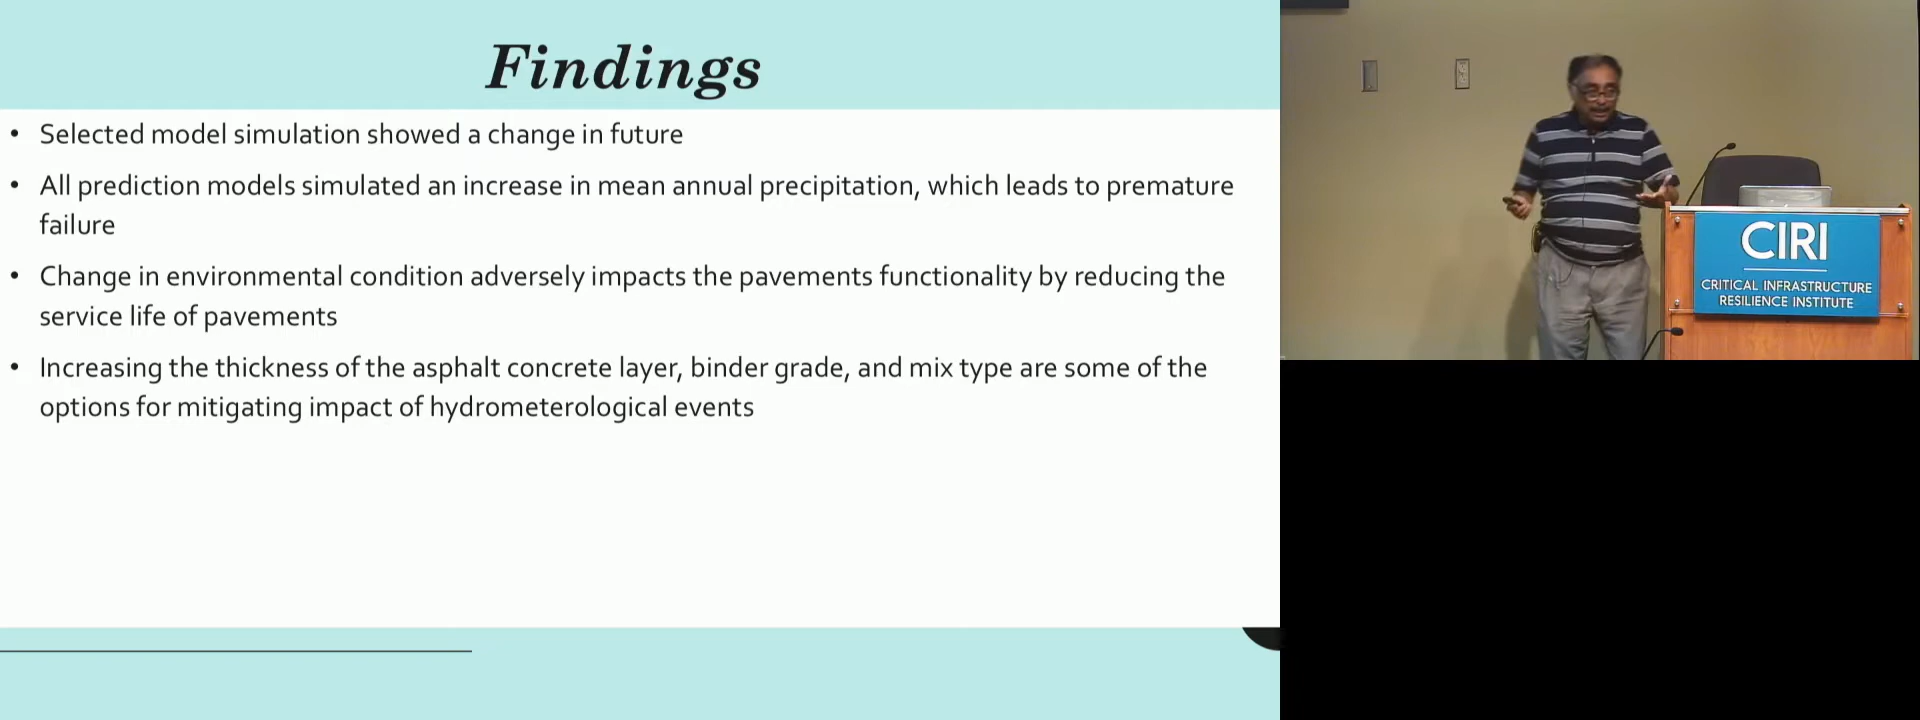 Findings
• Selected model simulation showed a change in future
• All prediction models simulated an increase in mean annual precipitation, which leads to premature
failure
• Change in environmental condition adversely impacts the pavements functionality by reducing the
service life of pavements
• Increasing the thickness of the asphalt concrete layer, binder grade, and mix type are some of the
options for mitigating impact of hydrometerological events
CIRI
CRITICAL INFRASTRUCTURE
RESILIENCE INSTITUTE